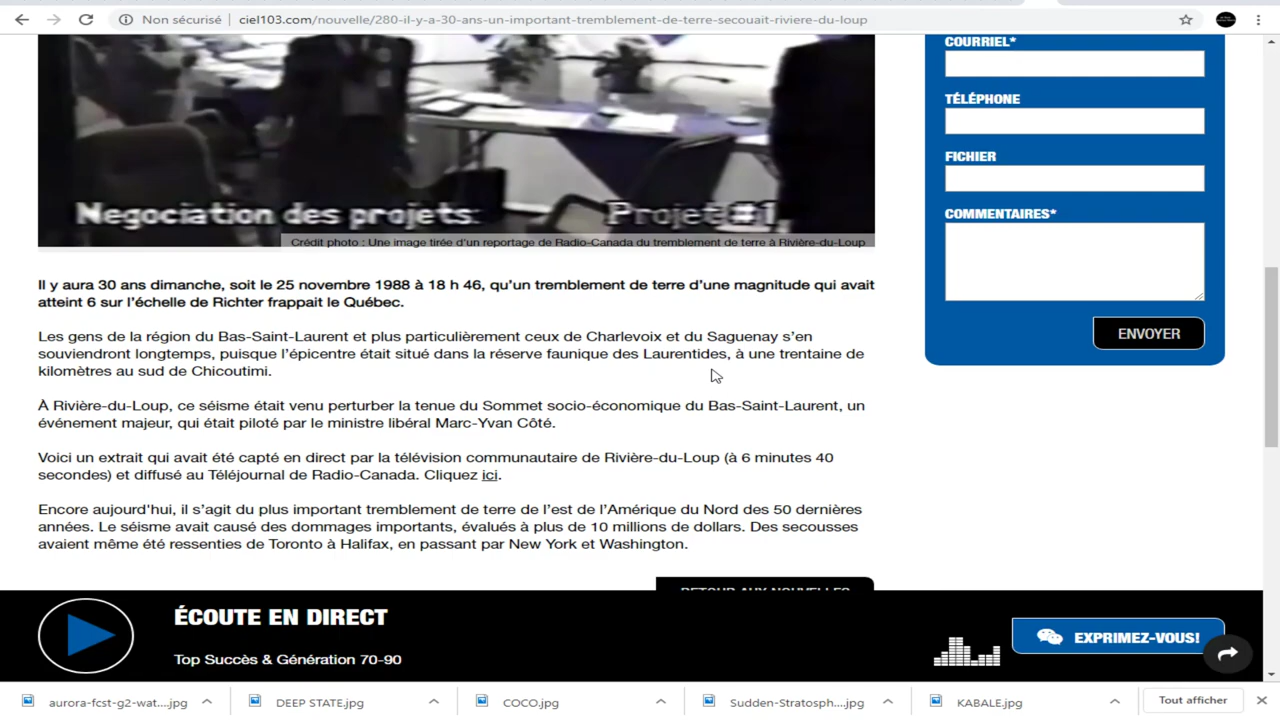 Non sécurisé
ciel103.com/nouvelle/280-il-y-a-30-ans-un-important-tremblement-de-terre-secouait-riviere-du-loup
Negociation des projets: Projet #1,
Crédit photo : Une image tirée d'un reportage de Radio-Canada du tremblement de terre à Rivière-du-Loup
Il y aura 30 ans dimanche, soit le 25 novembre 1988 à 18 h 46, qu'un tremblement de terre d'une magnitude qui avait
atteint 6 sur l'échelle de Richter frappait le Québec.
Les gens de la région du Bas-Saint-Laurent et plus particulièrement ceux de Charlevoix et du Saguenay s'en
souviendront longtemps, puisque l'épicentre était situé dans la réserve faunique des Laurentides, à une trentaine de
kilomètres au sud de Chicoutimi.
À Rivière-du-Loup, ce séisme était venu perturber la tenue du Sommet socio-économique du Bas-Saint-Laurent, un
événement majeur, qui était piloté par le ministre libéral Marc-Yvan Côté.
Voici un extrait qui avait été capté en direct par la télévision communautaire de Rivière-du-Loup (à 6 minutes 40
secondes) et diffusé au Téléjournal de Radio-Canada. Cliquez ici.
Encore aujourd'hui, il s'agit du plus important tremblement de terre de l'est de l'Amérique du Nord des 50 dernières
années. Le séisme avait causé des dommages importants, évalués à plus de 10 millions de dollars. Des secousses
avaient même été ressenties de Toronto à Halifax, en passant par New York et Washington.
RETOUR AUX NOUVELLES
COURRIEL*
TÉLÉPHONE
FICHIER
COMMENTAIRES*
ENVOYER
ÉCOUTE EN DIRECT
Top Succès & Génération 70-90
EXPRIMEZ-VOUS!
aurora-fcst-g2-wat....jpg
DEEP STATE.jpg
COCO.jpg
Sudden-Stratosph....jpg
KABALE.jpg
Tout afficher